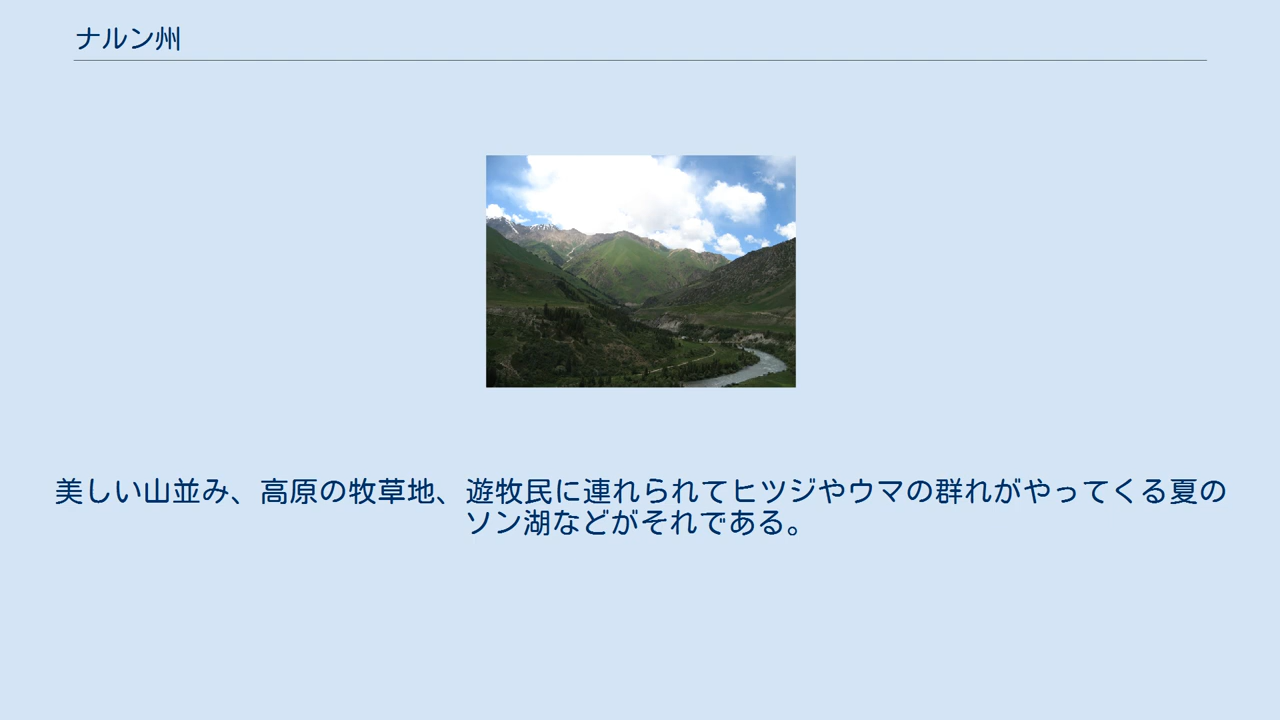 ナルン州
美しい山並み、高原の牧草地、遊牧民に連れられてヒツジやウマの群れがやってくる夏の
ソン湖などがそれである。